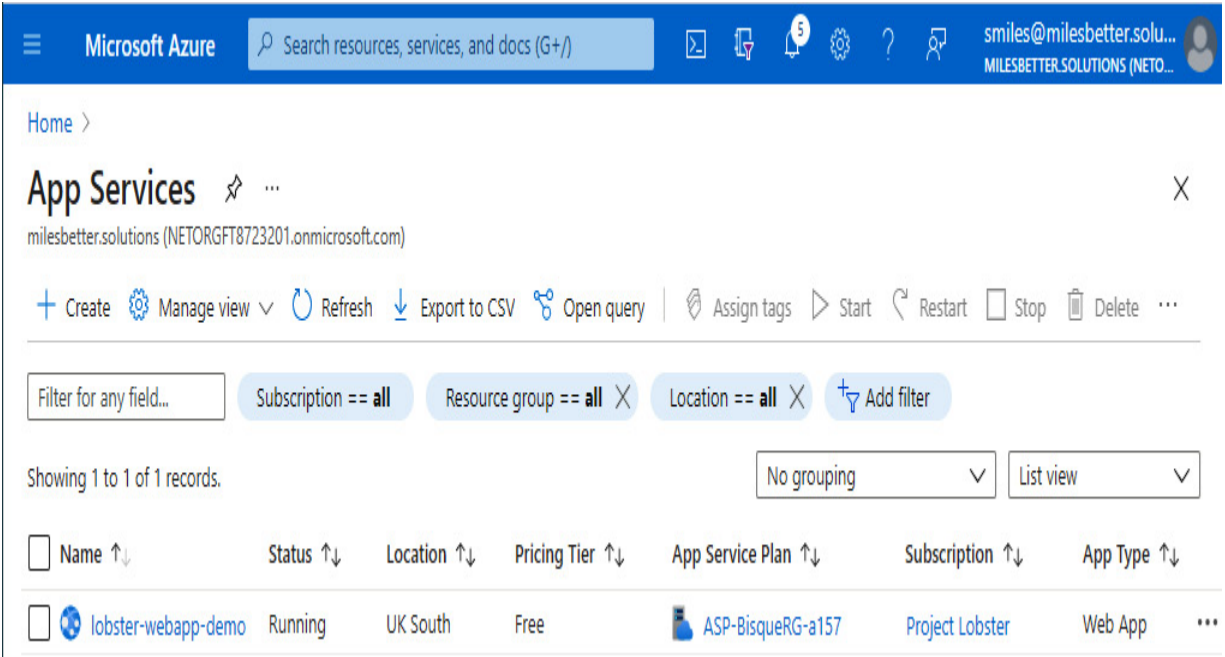 Microsoft Azure Search resources, services, and docs (G+/) 5 smiles@milesbetter.solu...
MILESBETTER.SOLUTIONS (NETO...
Home >
App Services ...
milesbetter.solutions (NETORGFT8723201.onmicrosoft.com)
+ Create Manage view Refresh Export to CSV Open query Assign tags Start Restart Stop Delete ...
Filter for any field... Subscription == all Resource group == all Location == all Add filter
Showing 1 to 1 of 1 records. No grouping List view
Name ↑↓ Status ↑↓ Location ↑↓ Pricing Tier ↑↓ App Service Plan ↑↓ Subscription ↑↓ App Type ↑↓
lobster-webapp-demo Running UK South Free ASP-BisqueRG-a157 Project Lobster Web App ...